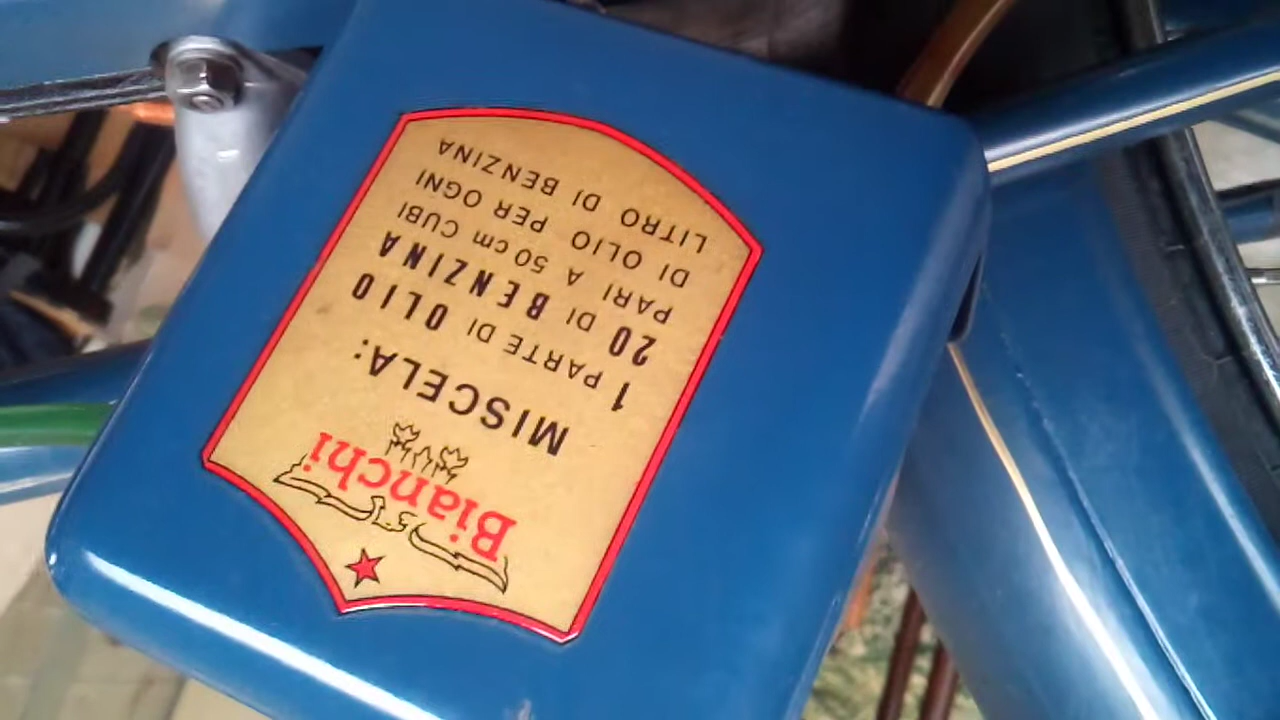 Bianchi
MISCELA:
1 PARTE DI OLIO
20 DI BENZINA
PARI A 50 cm CUBI
DI OLIO PER OGNI
LITRO DI BENZINA